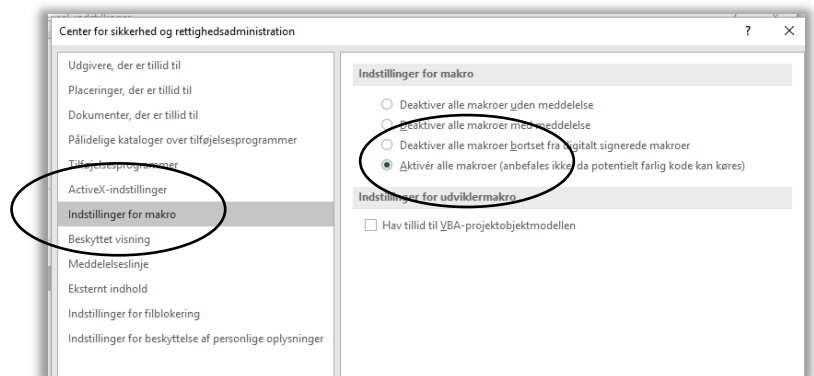 Center for sikkerhed og rettighedsadministration
?
Udgivere, der er tillid til
Placeringer, der er tillid til
Dokumenter, der er tillid til
Pålidelige kataloger over tilføjelsesprogrammer
Tilføjelsesprogrammer
ActiveX-indstillinger
Indstillinger for makro
Beskyttet visning
Meddelelseslinje
Eksternt indhold
Indstillinger for filblokering
Indstillinger for beskyttelse af personlige oplysninger
Indstillinger for makro
Deaktiver alle makroer uden meddelelse
Deaktiver alle makroer med meddelelse
Deaktiver alle makroer bortset fra digitalt signerede makroer
Aktivér alle makroer (anbefales ikke, da potentielt farlig kode kan køres)
Indstillinger for udviklermakro
Hav tillid til VBA-projektobjektmodellen